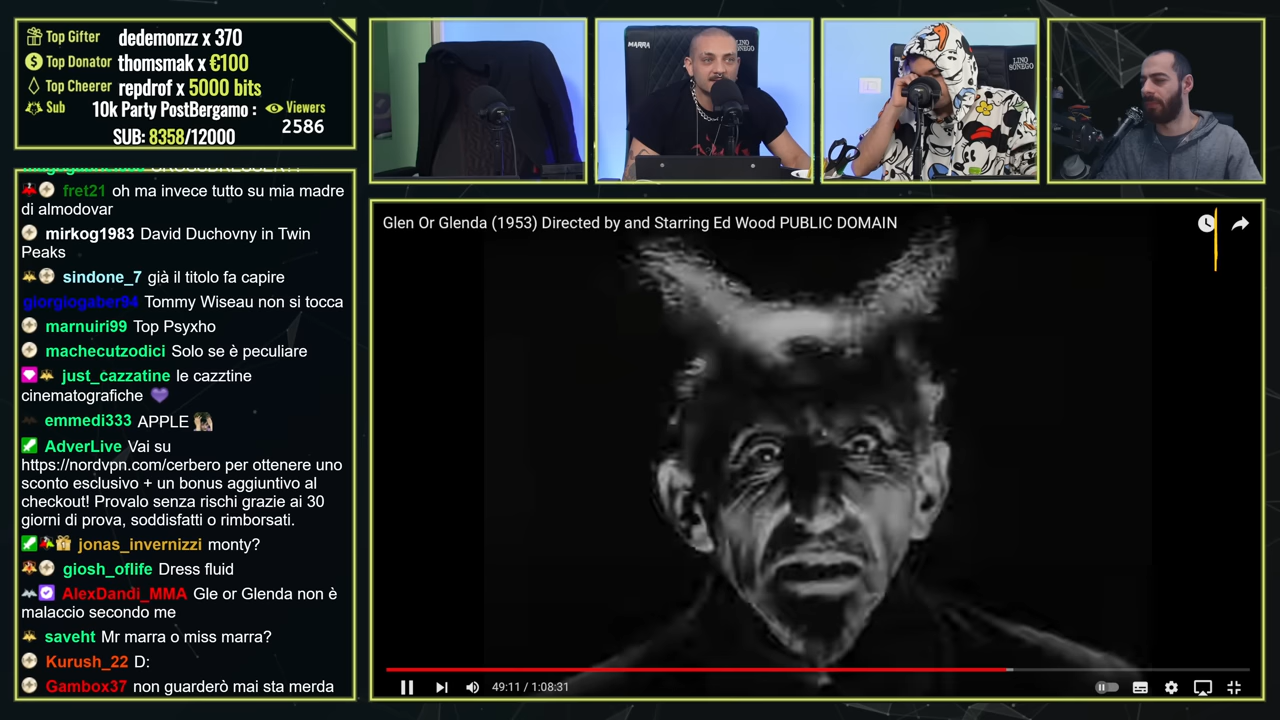 Top Gifter dedemonzz x 370
Top Donator thomsmak x €100
Top Cheerer repdrof x 5000 bits
Sub 10k Party PostBergamo : Viewers
SUB: 8358/12000 2586
MARRA
LINO SONEGO
LINO SONEGO
fret21 oh ma invece tutto su mia madre
di almodovar
mirkog1983 David Duchovny in Twin
Peaks
sindone_7 già il titolo fa capire
giorgiogaber94 Tommy Wiseau non si tocca
marnuiri99 Top Psyxho
machecutzodici Solo se è peculiare
just_cazzatine le cazztine
cinematografiche
emmedi333 APPLE
AdverLive Vai su
https://nordvpn.com/cerbero per ottenere uno
sconto esclusivo + un bonus aggiuntivo al
checkout! Provalo senza rischi grazie ai 30
giorni di prova, soddisfatti o rimborsati.
jonas_invernizzi monty?
giosh_oflife Dress fluid
AlexDandi_MMA Gle or Glenda non è
malaccio secondo me
saveht Mr marra o miss marra?
Kurush_22 D:
Gambox37 non guarderò mai sta merda
Glen Or Glenda (1953) Directed by and Starring Ed Wood PUBLIC DOMAIN
49:11 / 1:08:31